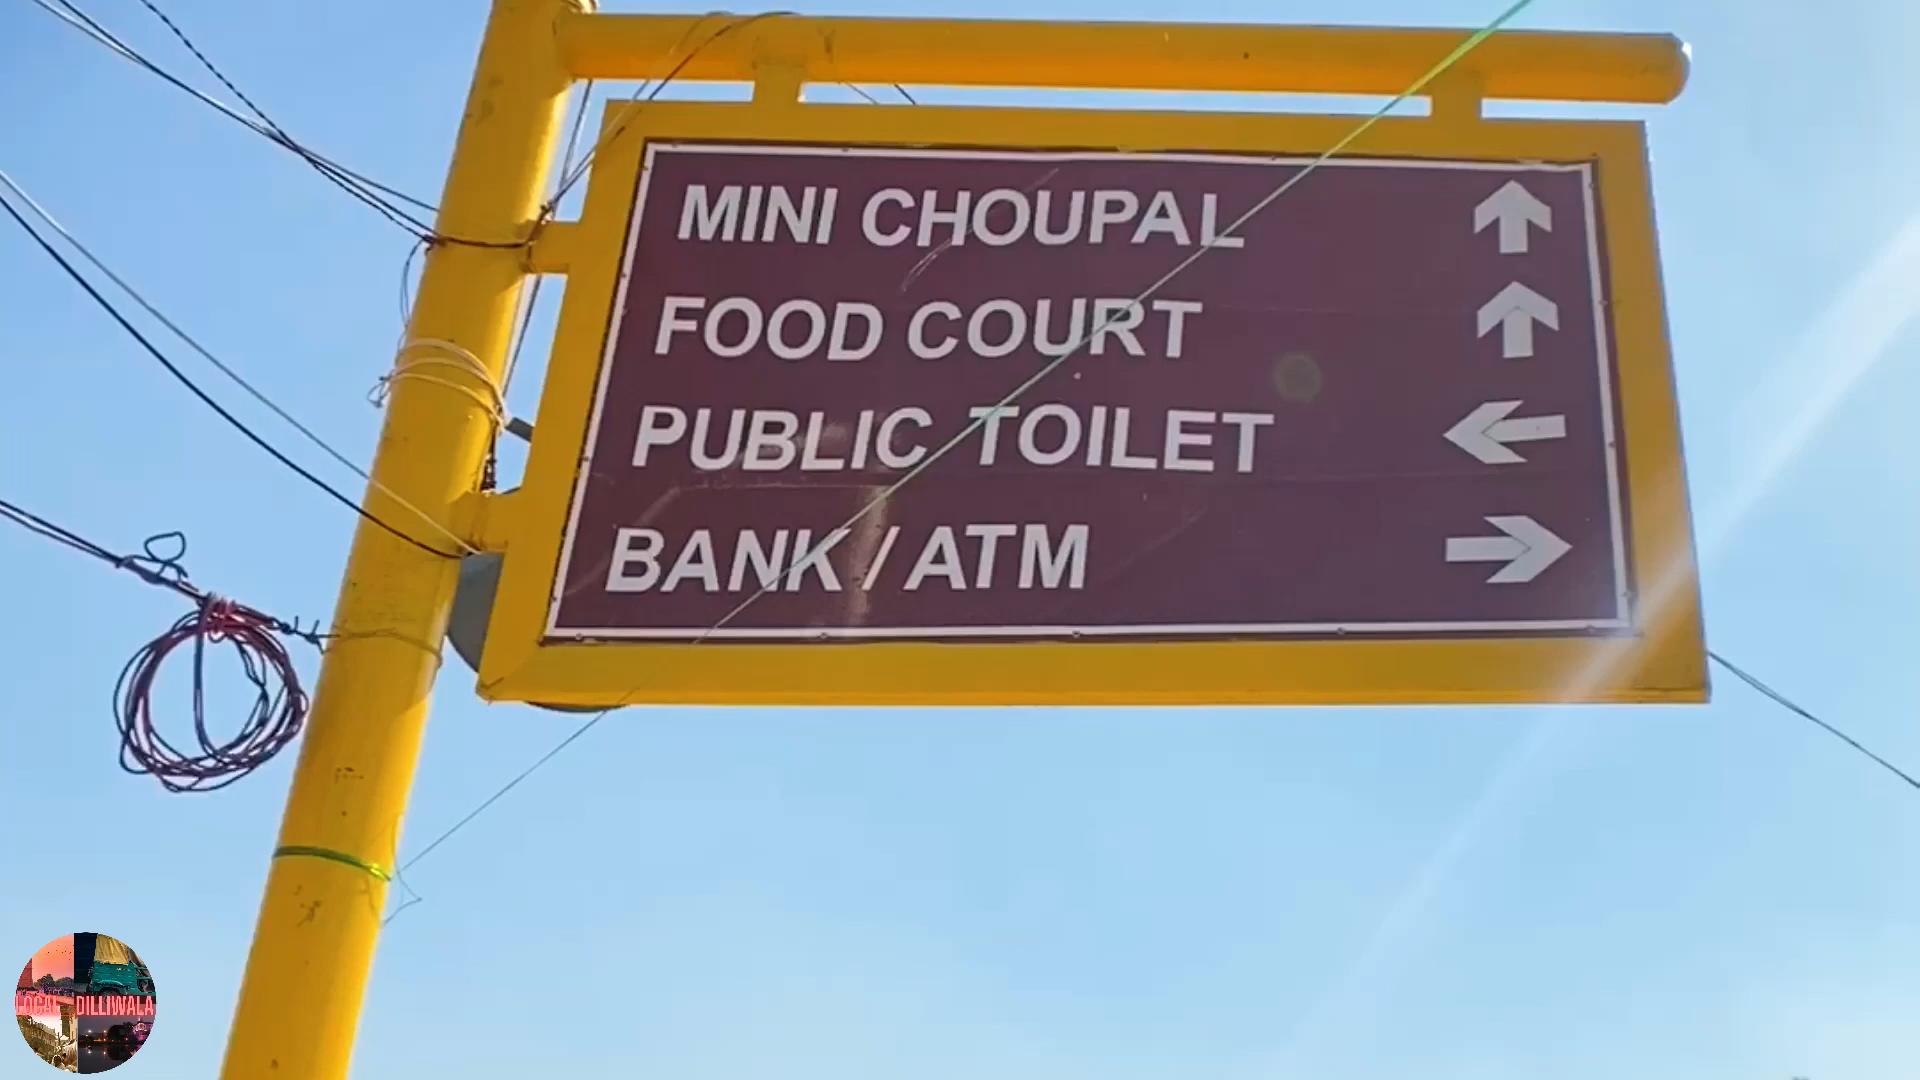 MINI CHOUPAL
FOOD COURT
PUBLIC TOILET
BANK / ATM
LOCAL DILLIWALA